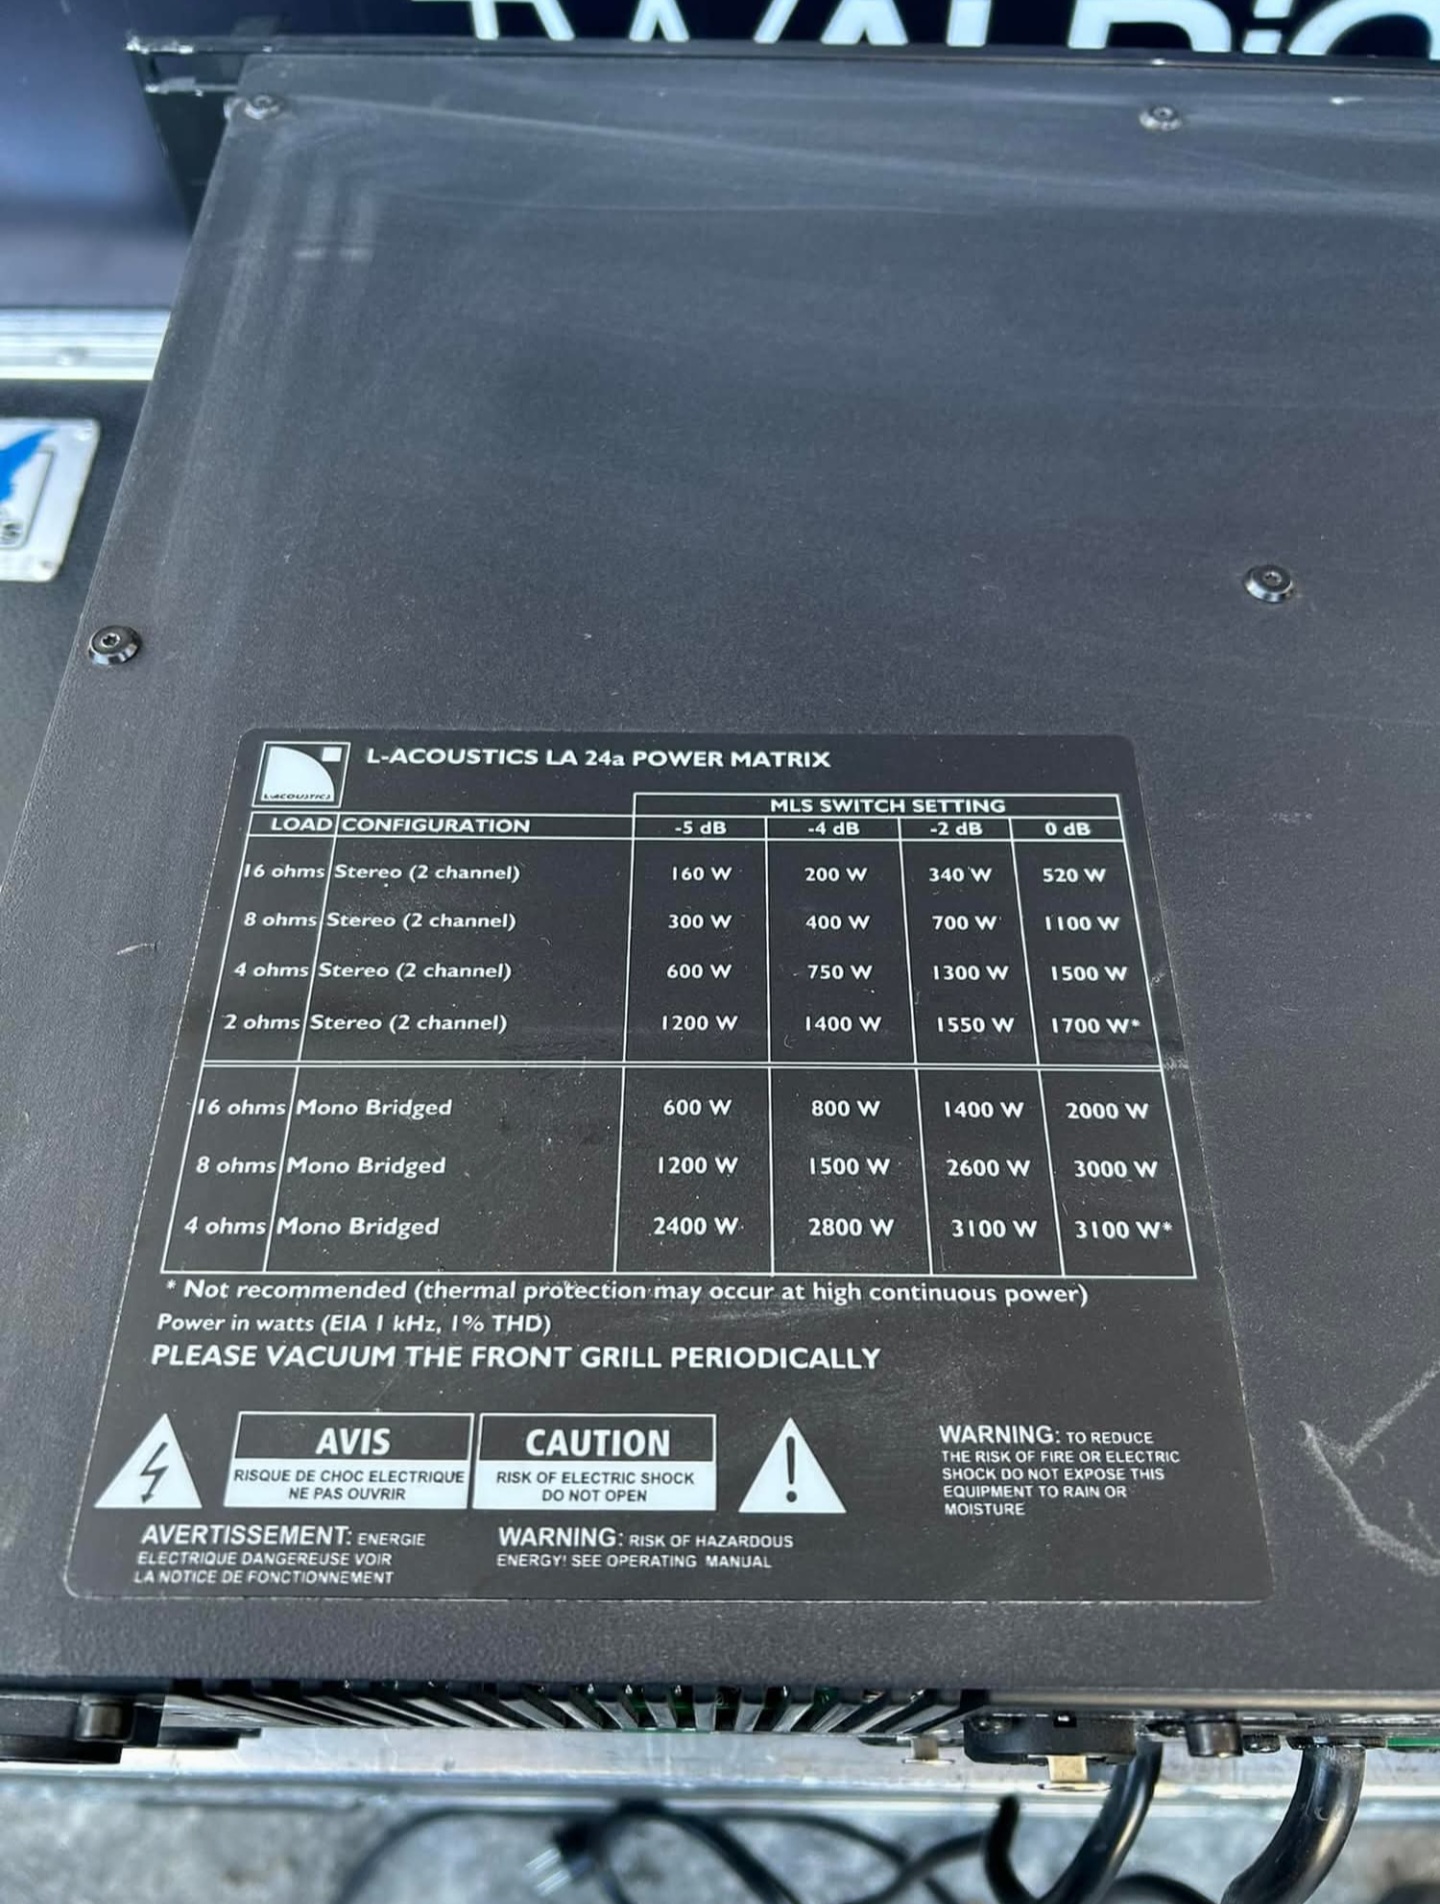 L-ACOUSTICS
L-ACOUSTICS LA 24a POWER MATRIX
MLS SWITCH SETTING
LOAD CONFIGURATION -5 dB -4 dB -2 dB 0 dB
16 ohms Stereo (2 channel) 160 W 200 W 340 W 520 W
8 ohms Stereo (2 channel) 300 W 400 W 700 W 1100 W
4 ohms Stereo (2 channel) 600 W 750 W 1300 W 1500 W
2 ohms Stereo (2 channel) 1200 W 1400 W 1550 W 1700 W*
16 ohms Mono Bridged 600 W 800 W 1400 W 2000 W
8 ohms Mono Bridged 1200 W 1500 W 2600 W 3000 W
4 ohms Mono Bridged 2400 W 2800 W 3100 W 3100 W*
* Not recommended (thermal protection may occur at high continuous power)
Power in watts (EIA 1 kHz, 1% THD)
PLEASE VACUUM THE FRONT GRILL PERIODICALLY
AVIS
RISQUE DE CHOC ELECTRIQUE
NE PAS OUVRIR
CAUTION
RISK OF ELECTRIC SHOCK
DO NOT OPEN
WARNING: TO REDUCE
THE RISK OF FIRE OR ELECTRIC
SHOCK DO NOT EXPOSE THIS
EQUIPMENT TO RAIN OR
MOISTURE
AVERTISSEMENT: ENERGIE
ELECTRIQUE DANGEREUSE VOIR
LA NOTICE DE FONCTIONNEMENT
WARNING: RISK OF HAZARDOUS
ENERGY! SEE OPERATING MANUAL